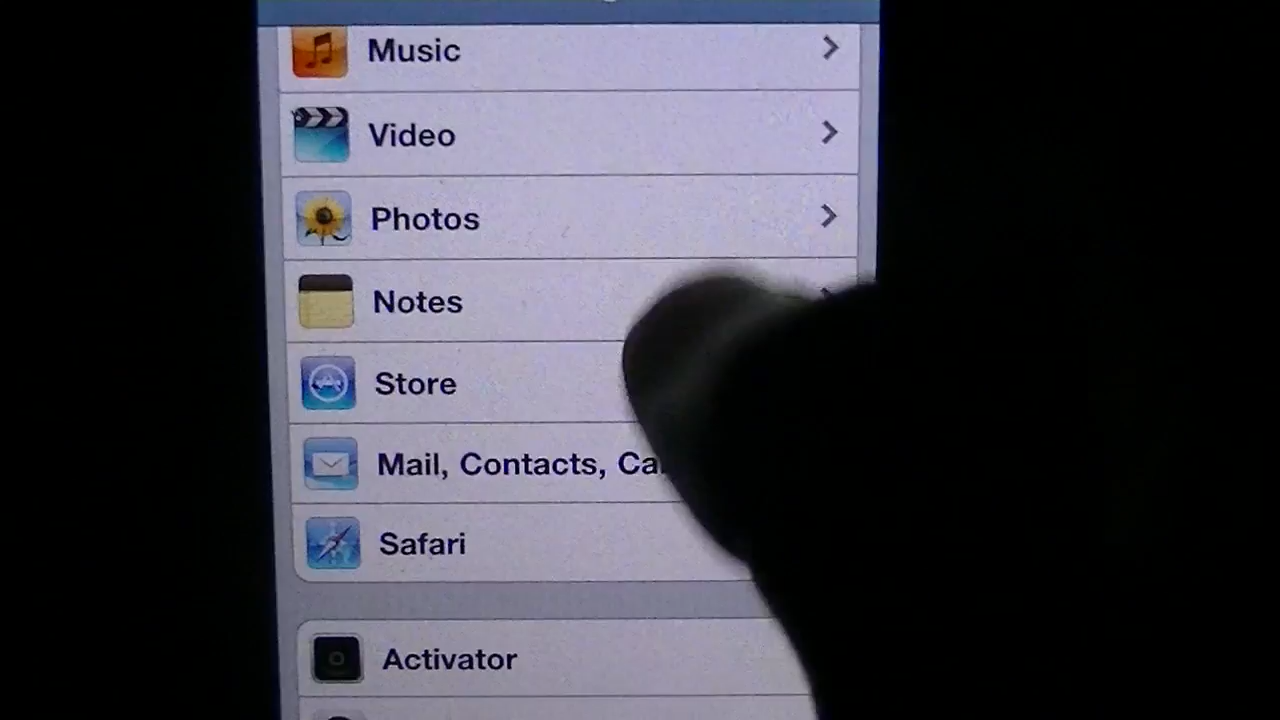 Music
Video
Photos
Notes
Store
Mail, Contacts, Ca
Safari
Activator